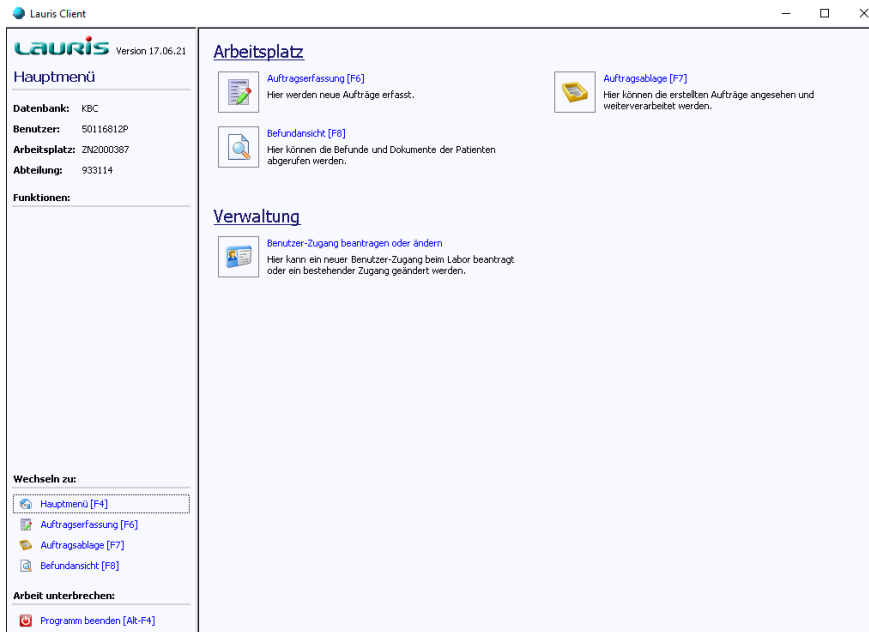 Lauris Client
Lauris Version 17.06.21
Hauptmenü
Datenbank: KBC
Benutzer: 50116812P
Arbeitsplatz: ZN2000387
Abteilung: 933114
Funktionen:
Wechseln zu:
Hauptmenü [F4]
Auftragserfassung [F6]
Auftragsablage [F7]
Befundansicht [F8]
Arbeit unterbrechen:
Programm beenden [Alt-F4]
Arbeitsplatz
Auftragserfassung [F6]
Hier werden neue Aufträge erfasst.
Auftragsablage [F7]
Hier können die erstellten Aufträge angesehen und
weiterverarbeitet werden.
Befundansicht [F8]
Hier können die Befunde und Dokumente der Patienten
abgerufen werden.
Verwaltung
Benutzer-Zugang beantragen oder ändern
Hier kann ein neuer Benutzer-Zugang beim Labor beantragt
oder ein bestehender Zugang geändert werden.